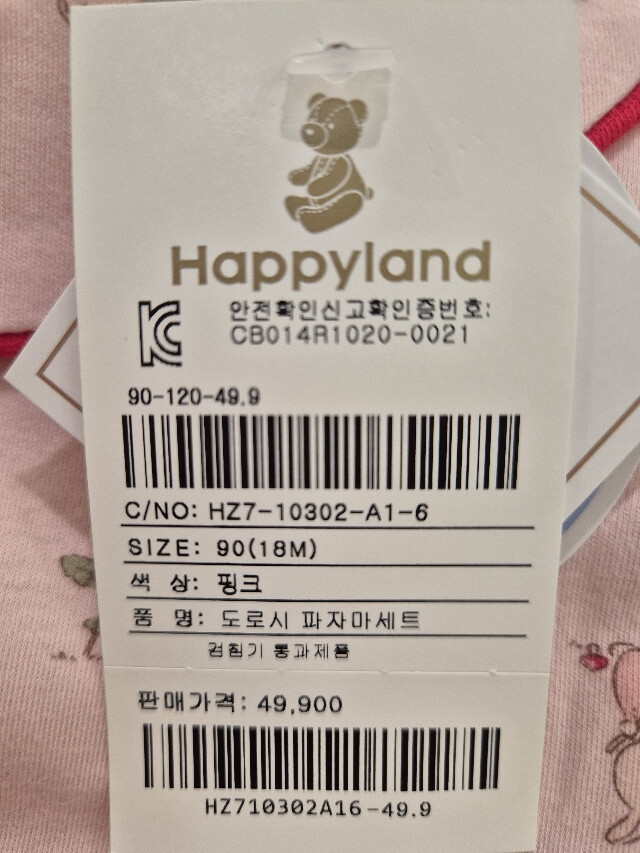 Happyland
안전확인신고확인증번호:
CB014R1020-0021
90-120-49.9
C/NO: HZ7-10302-A1-6
SIZE: 90(18M)
색 상: 핑크
품 명: 도로시 파자마세트
검침기 통과제품
판매가격: 49,900
HZ710302A16-49.9